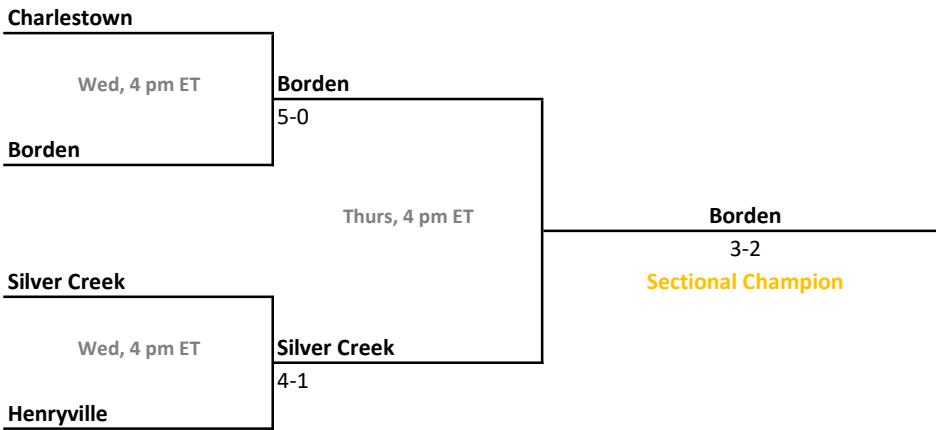 Charlestown
Wed, 4 pm ET
Borden
5-0
Borden
Thurs, 4 pm ET
Borden
3-2
Sectional Champion
Silver Creek
Wed, 4 pm ET
Silver Creek
4-1
Henryville